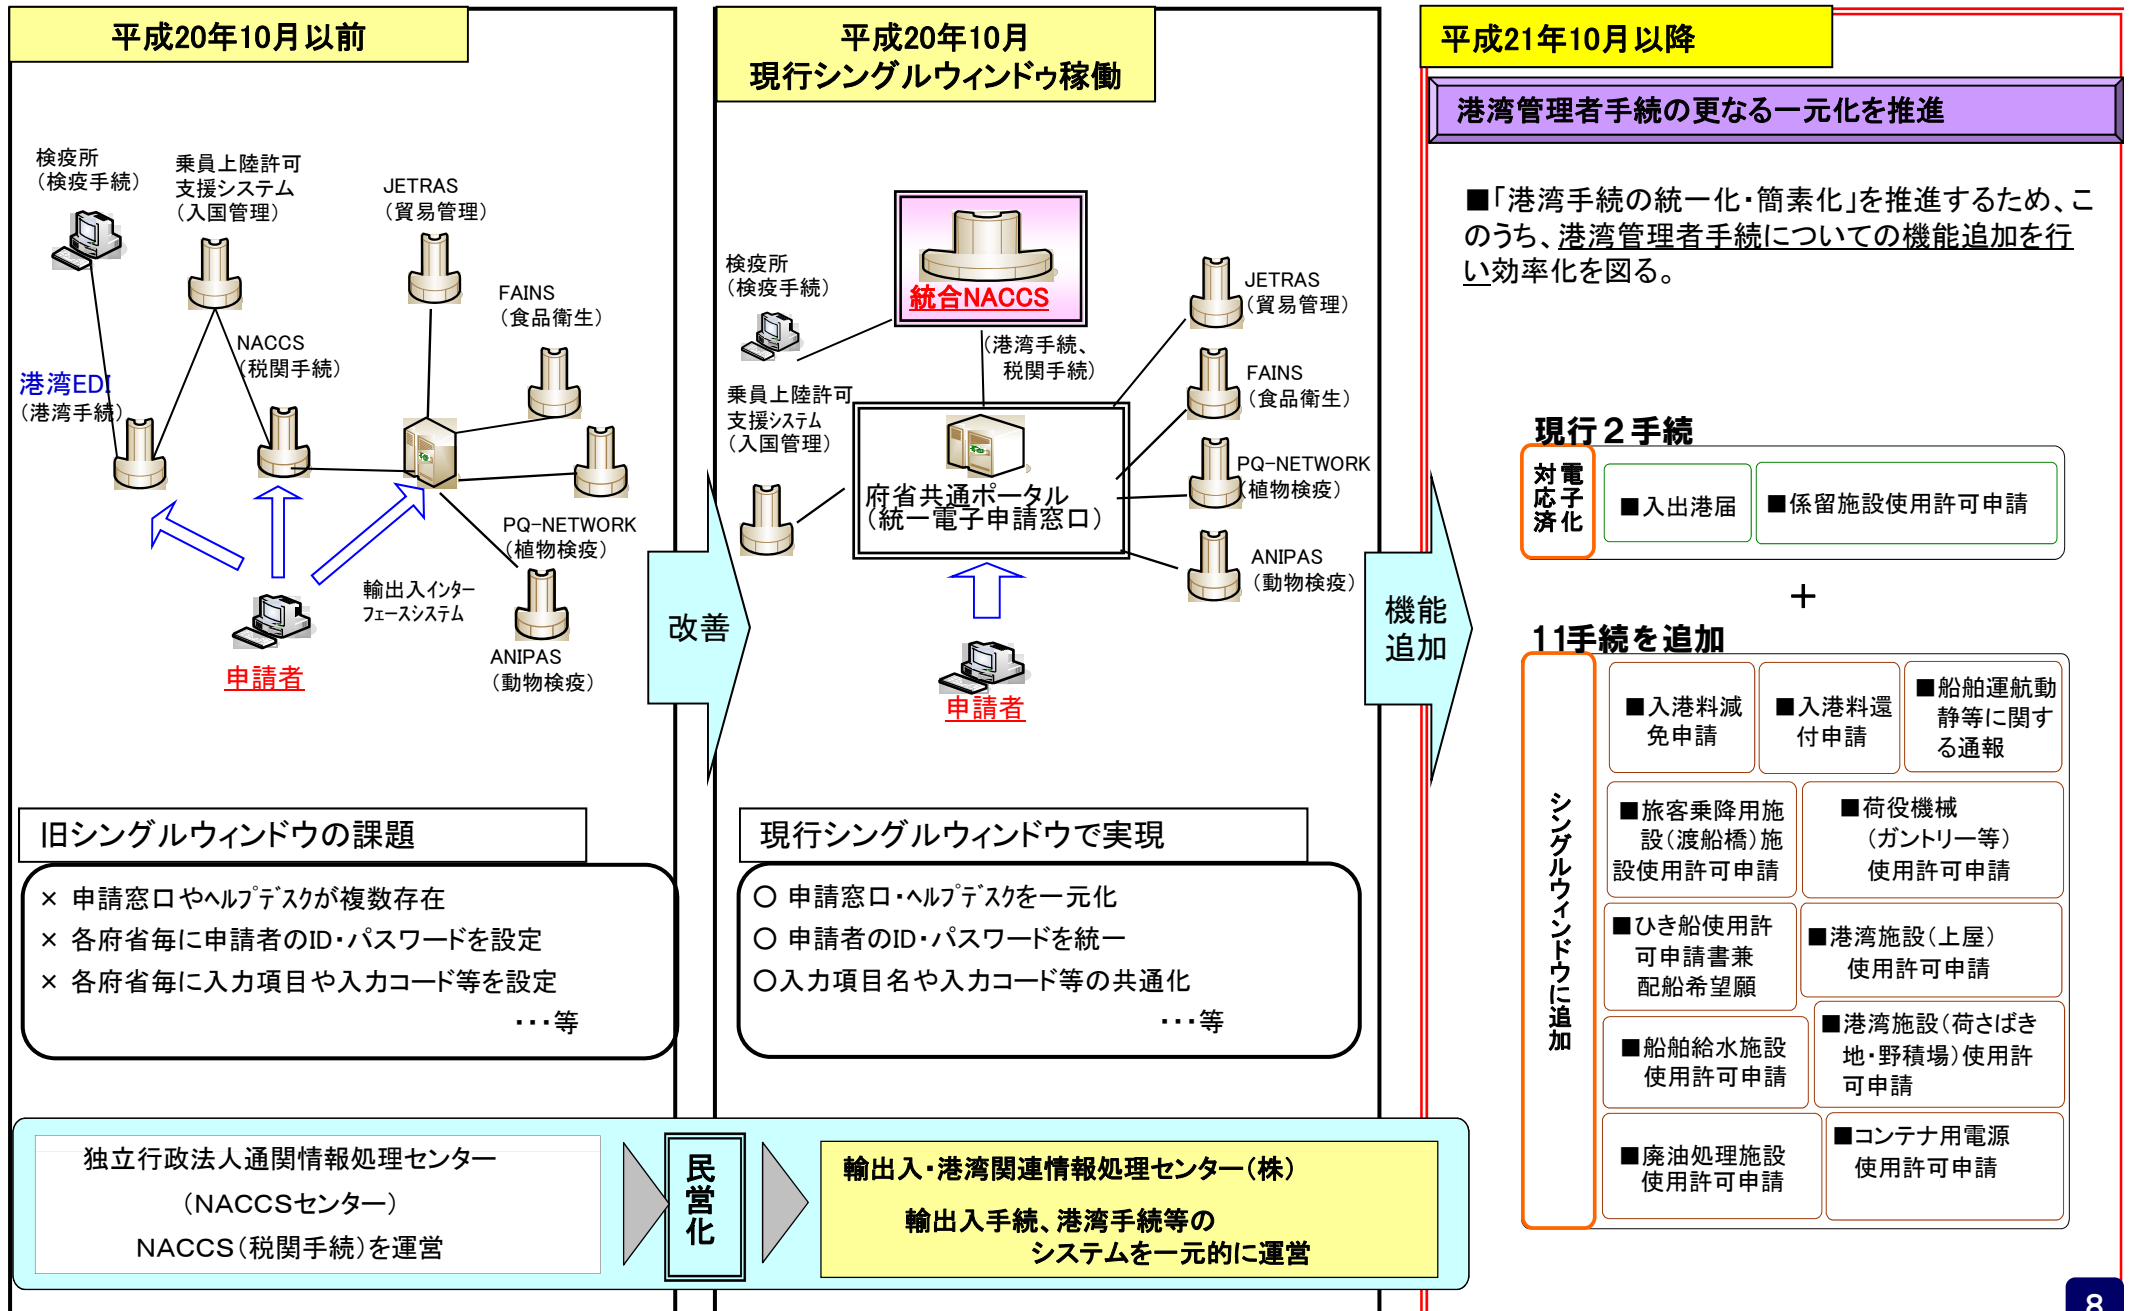 平成20年10月以前
検疫所
（検疫手続）
乗員上陸許可
支援システム
（入国管理）
JETRAS
（貿易管理）
FAINS
（食品衛生）
NACCS
（税関手続）
港湾EDI
（港湾手続）
PQ-NETWORK
（植物検疫）
輸出入インター
フェースシステム
ANIPAS
（動物検疫）
申請者
旧シングルウィンドウの課題
× 申請窓口やヘルプデスクが複数存在
× 各府省毎に申請者のID・パスワードを設定
× 各府省毎に入力項目や入力コード等を設定
・・・等
改善
平成20年10月
現行シングルウィンドゥ稼働
統合NACCS
検疫所
（検疫手続）
（港湾手続、
税関手続）
JETRAS
（貿易管理）
FAINS
（食品衛生）
乗員上陸許可
支援システム
（入国管理）
PQ-NETWORK
（植物検疫）
府省共通ポータル
（統一電子申請窓口）
ANIPAS
（動物検疫）
申請者
現行シングルウィンドウで実現
○ 申請窓口・ヘルプデスクを一元化
○ 申請者のID・パスワードを統一
○入力項目名や入力コード等の共通化
・・・等
機能
追加
平成21年10月以降
港湾管理者手続の更なる一元化を推進
■「港湾手続の統一化・簡素化」を推進するため、こ
のうち、港湾管理者手続についての機能追加を行
い効率化を図る。
現行２手続
電子化
対応済
■入出港届
■係留施設使用許可申請
＋
11手続を追加
シングルウィンドウに追加
■入港料減
免申請
■入港料還
付申請
■船舶運航動
静等に関す
る通報
■旅客乗降用施
設（渡船橋）施
設使用許可申請
■荷役機械
（ガントリー等）
使用許可申請
■ひき船使用許
可申請書兼
配船希望願
■港湾施設（上屋）
使用許可申請
■船舶給水施設
使用許可申請
■港湾施設（荷さばき
地・野積場）使用許
可申請
■廃油処理施設
使用許可申請
■コンテナ用電源
使用許可申請
独立行政法人通関情報処理センター
（NACCSセンター）
NACCS（税関手続）を運営
民営化
輸出入・港湾関連情報処理センター（株）
輸出入手続、港湾手続等の
システムを一元的に運営
8